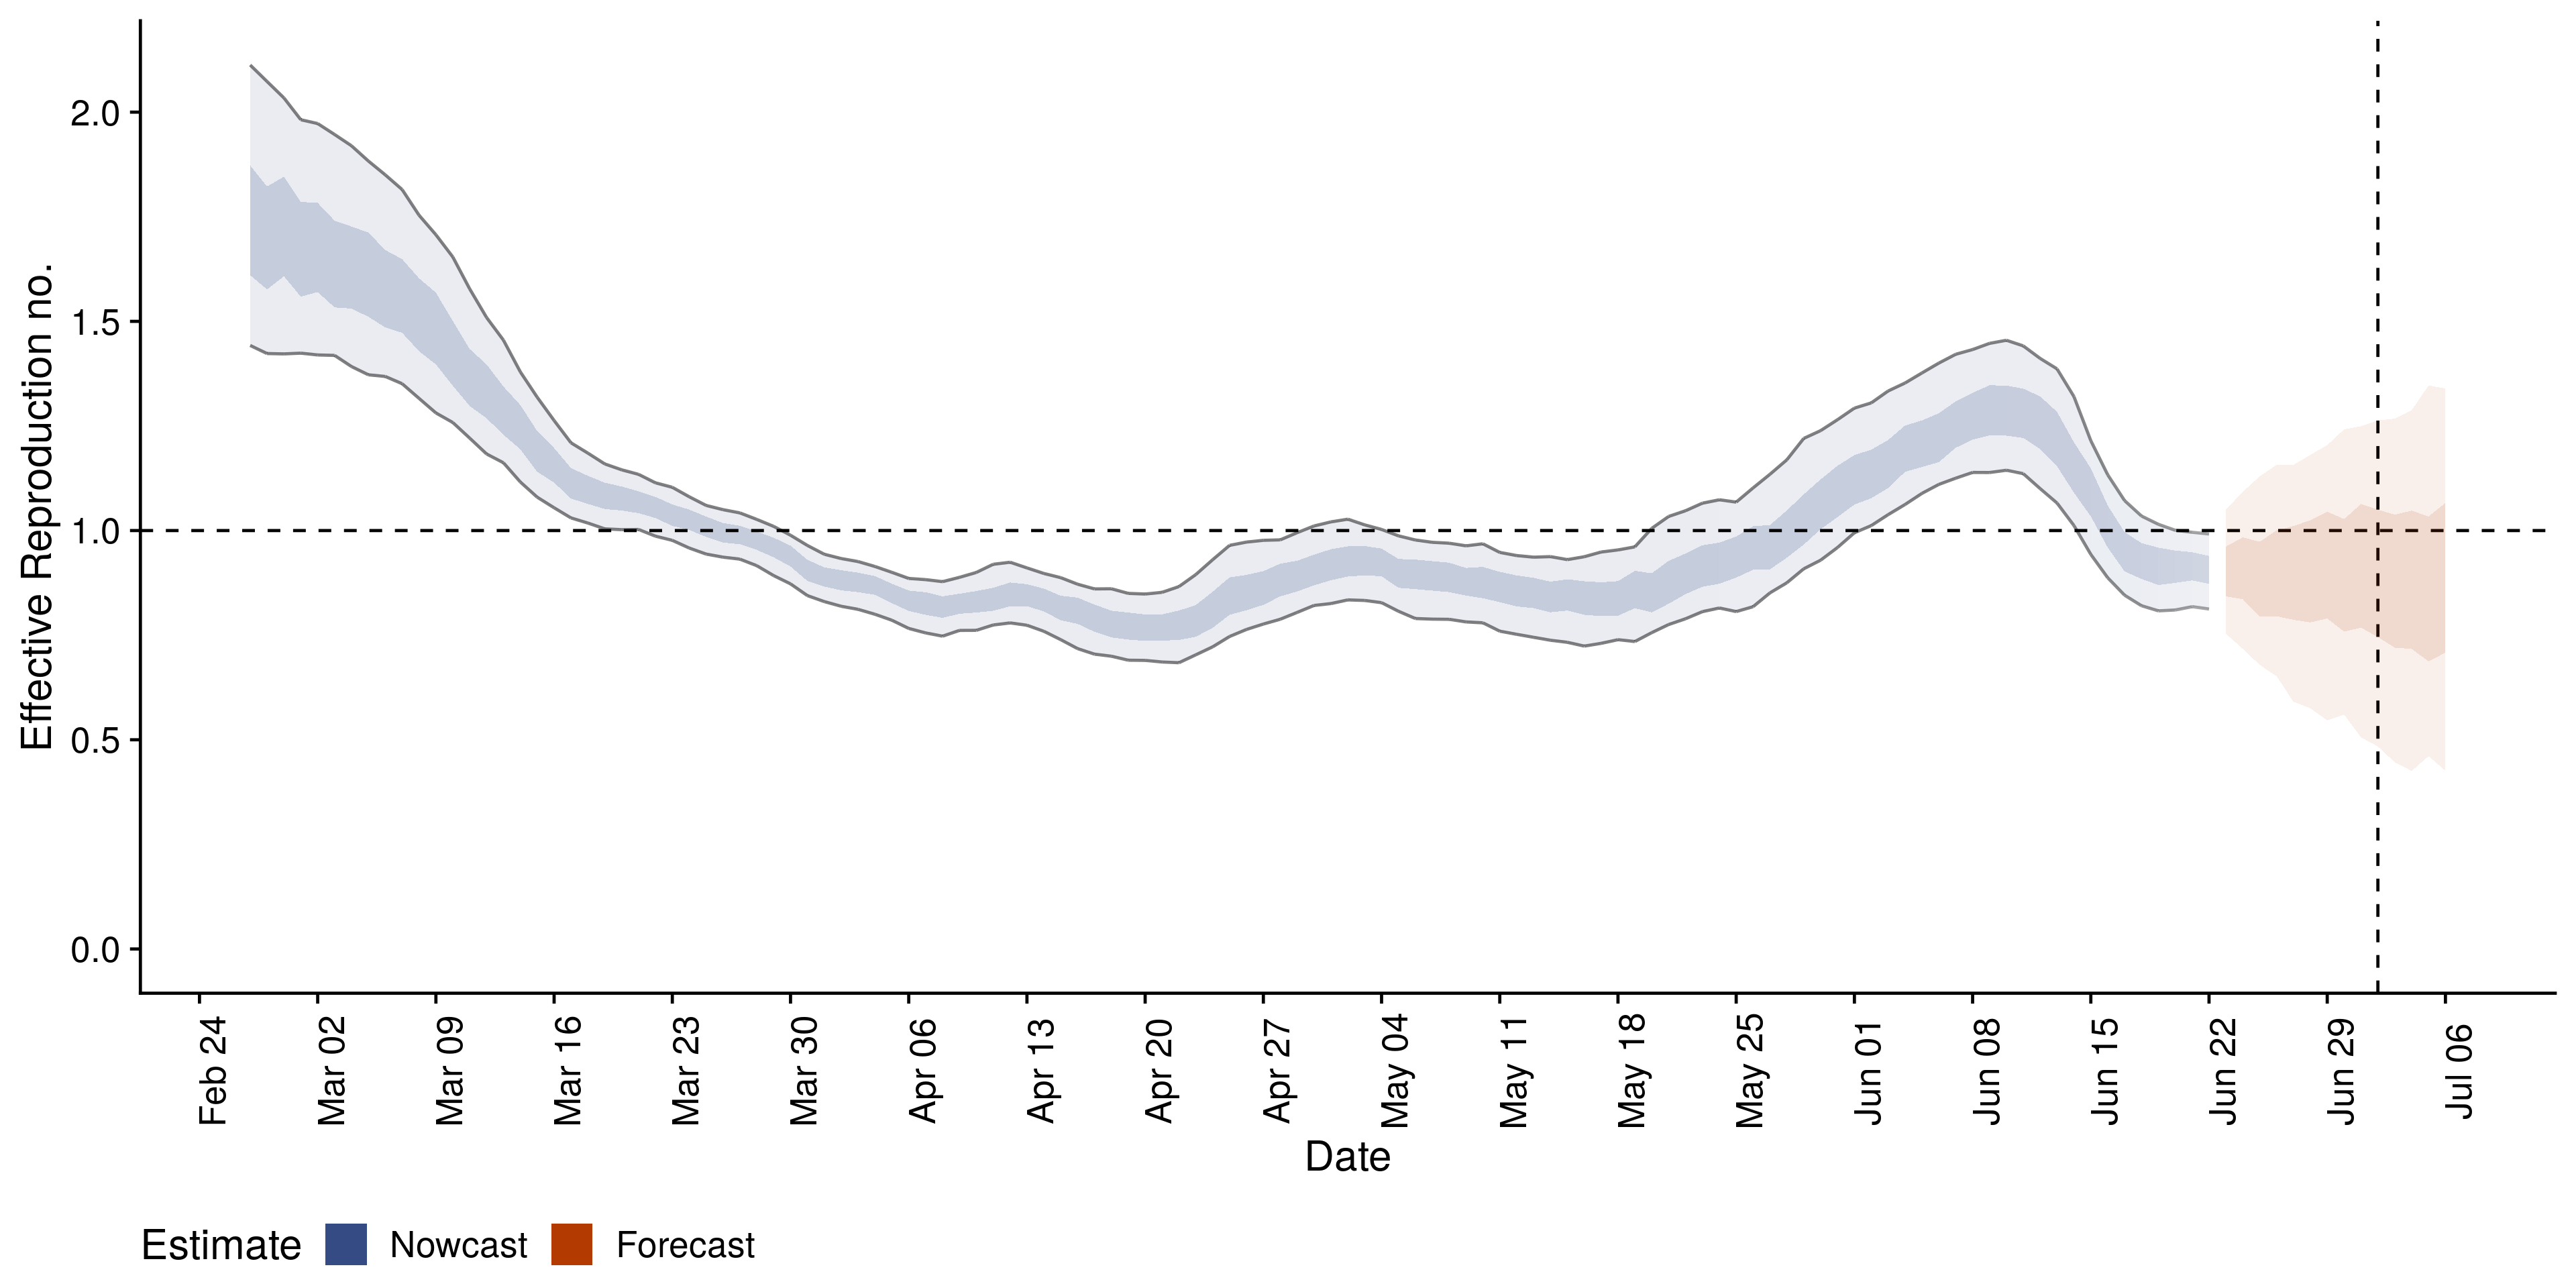 Effective Reproduction no.
2.0
1.5
1.0
0.5
0.0
Feb 24
Mar 02
Mar 09
Mar 16
Mar 23
Mar 30
Apr 06
Apr 13
Apr 20
Apr 27
May 04
May 11
May 18
May 25
Jun 01
Jun 08
Jun 15
Jun 22
Jun 29
Jul 06
Date
Estimate Nowcast Forecast